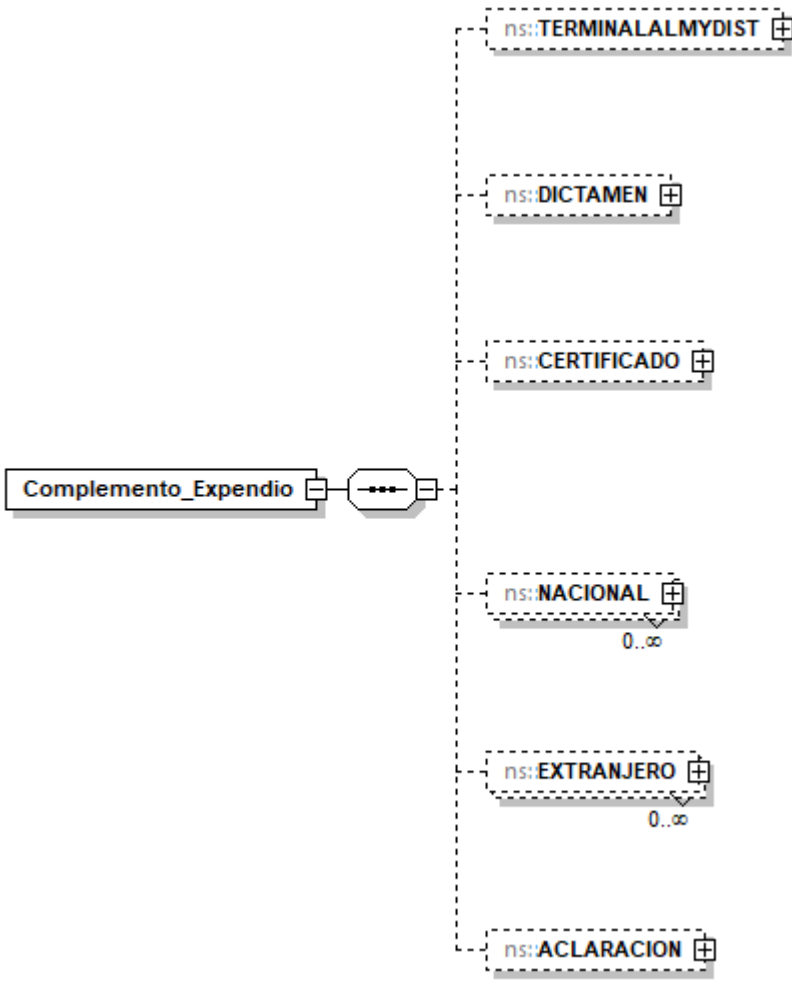 ns::TERMINALALMYDIST
ns::DICTAMEN
ns::CERTIFICADO
Complemento_Expendio
ns::NACIONAL
0..∞
ns::EXTRANJERO
0..∞
ns::ACLARACION